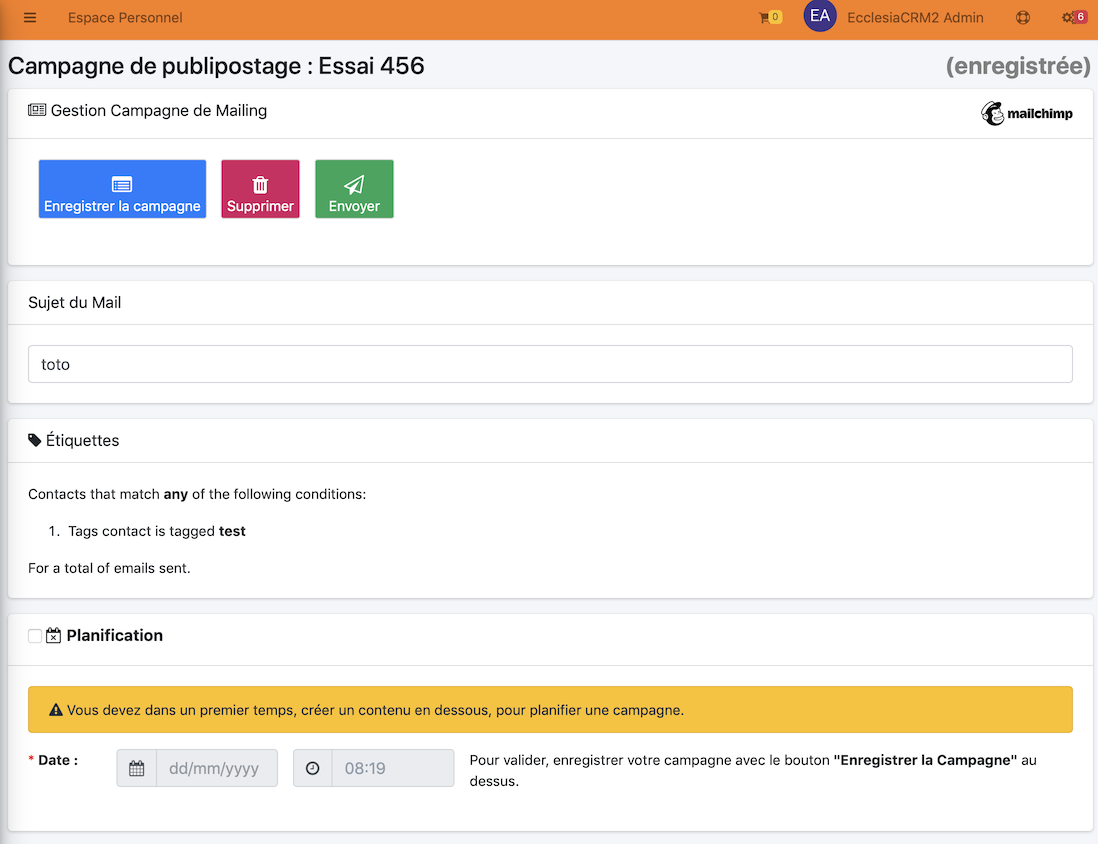 Espace Personnel
0
EA
EcclesiaCRM2 Admin
6
Campagne de publipostage : Essai 456
(enregistrée)
Gestion Campagne de Mailing
mailchimp
Enregistrer la campagne
Supprimer
Envoyer
Sujet du Mail
toto
Étiquettes
Contacts that match any of the following conditions:
1. Tags contact is tagged test
For a total of emails sent.
Planification
Vous devez dans un premier temps, créer un contenu en dessous, pour planifier une campagne.
* Date :
dd/mm/yyyy
08:19
Pour valider, enregistrer votre campagne avec le bouton "Enregistrer la Campagne" au
dessus.